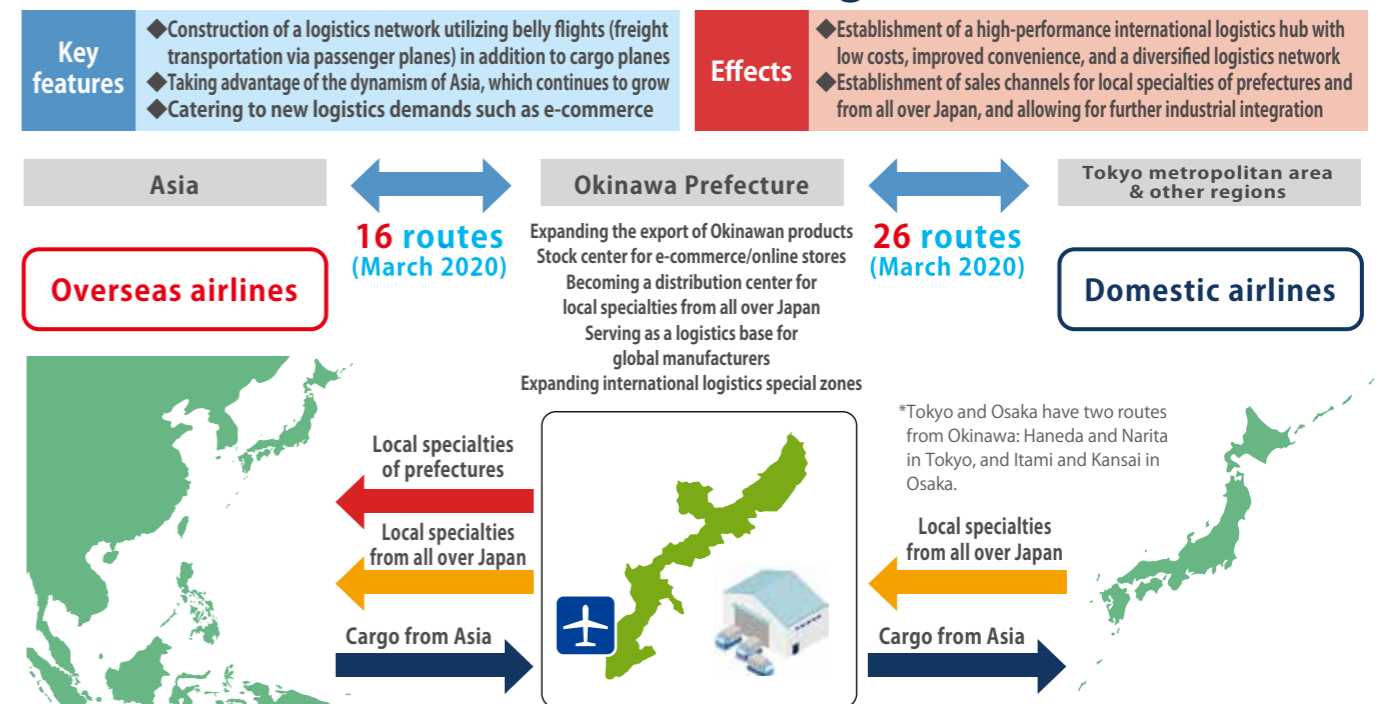 Key
features
◆Construction of a logistics network utilizing belly flights (freight
transportation via passenger planes) in addition to cargo planes
◆Taking advantage of the dynamism of Asia, which continues to grow
◆Catering to new logistics demands such as e-commerce
Effects
◆Establishment of a high-performance international logistics hub with
low costs, improved convenience, and a diversified logistics network
◆Establishment of sales channels for local specialties of prefectures and
from all over Japan, and allowing for further industrial integration
Asia
Okinawa Prefecture
Tokyo metropolitan area
& other regions
16 routes
(March 2020)
26 routes
(March 2020)
Overseas airlines
Expanding the export of Okinawan products
Stock center for e-commerce/online stores
Becoming a distribution center for
local specialties from all over Japan
Serving as a logistics base for
global manufacturers
Expanding international logistics special zones
Domestic airlines
*Tokyo and Osaka have two routes
from Okinawa: Haneda and Narita
in Tokyo, and Itami and Kansai in
Osaka.
Local specialties
of prefectures
Local specialties
from all over Japan
Cargo from Asia
Local specialties
from all over Japan
Cargo from Asia